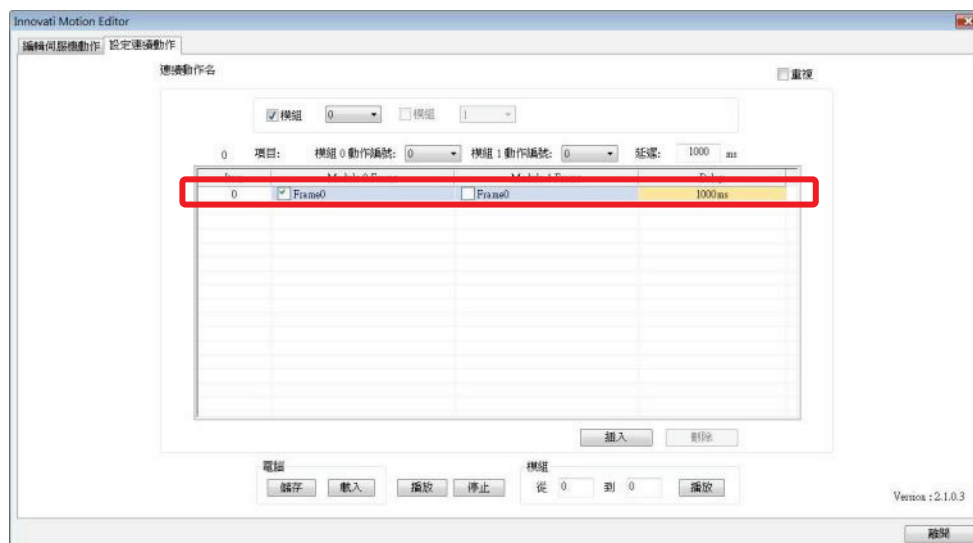 Innovati Motion Editor
編輯伺服機動作 設定連續動作
連續動作名
重複
模組 0 模組 1
0 項目: 模組 0 動作編號: 0 模組 1 動作編號: 0 延遲: 1000 ms
0 Frame0 Frame0 1000ms
插入 刪除
電腦 模組
儲存 載入 播放 停止 從 0 到 0 播放
Version : 2.1.0.3
離開